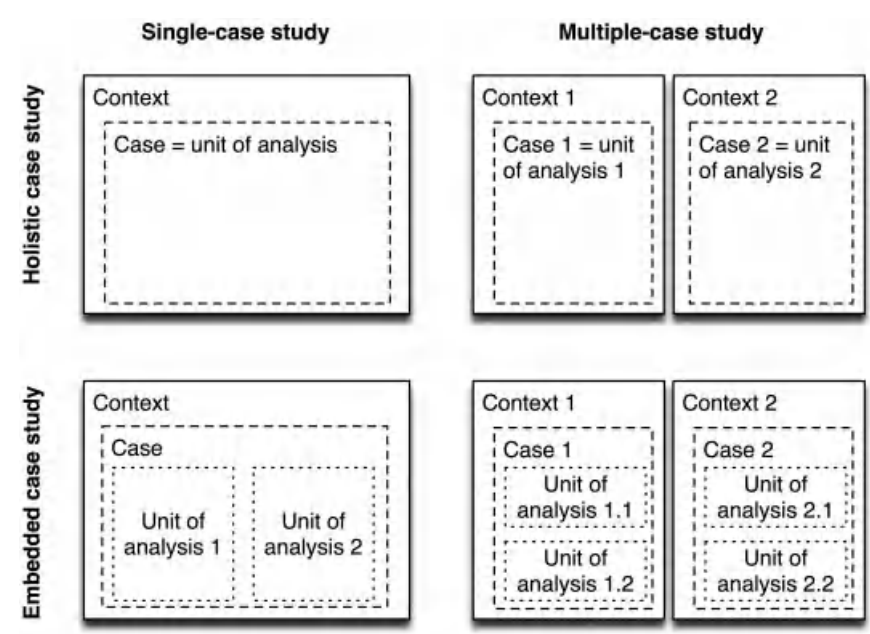 Single-case study
Multiple-case study
Holistic case study
Context
Case = unit of analysis
Context 1
Case 1 = unit
of analysis 1
Context 2
Case 2 = unit
of analysis 2
Embedded case study
Context
Case
Unit of
analysis 1
Unit of
analysis 2
Context 1
Case 1
Unit of
analysis 1.1
Unit of
analysis 1.2
Context 2
Case 2
Unit of
analysis 2.1
Unit of
analysis 2.2